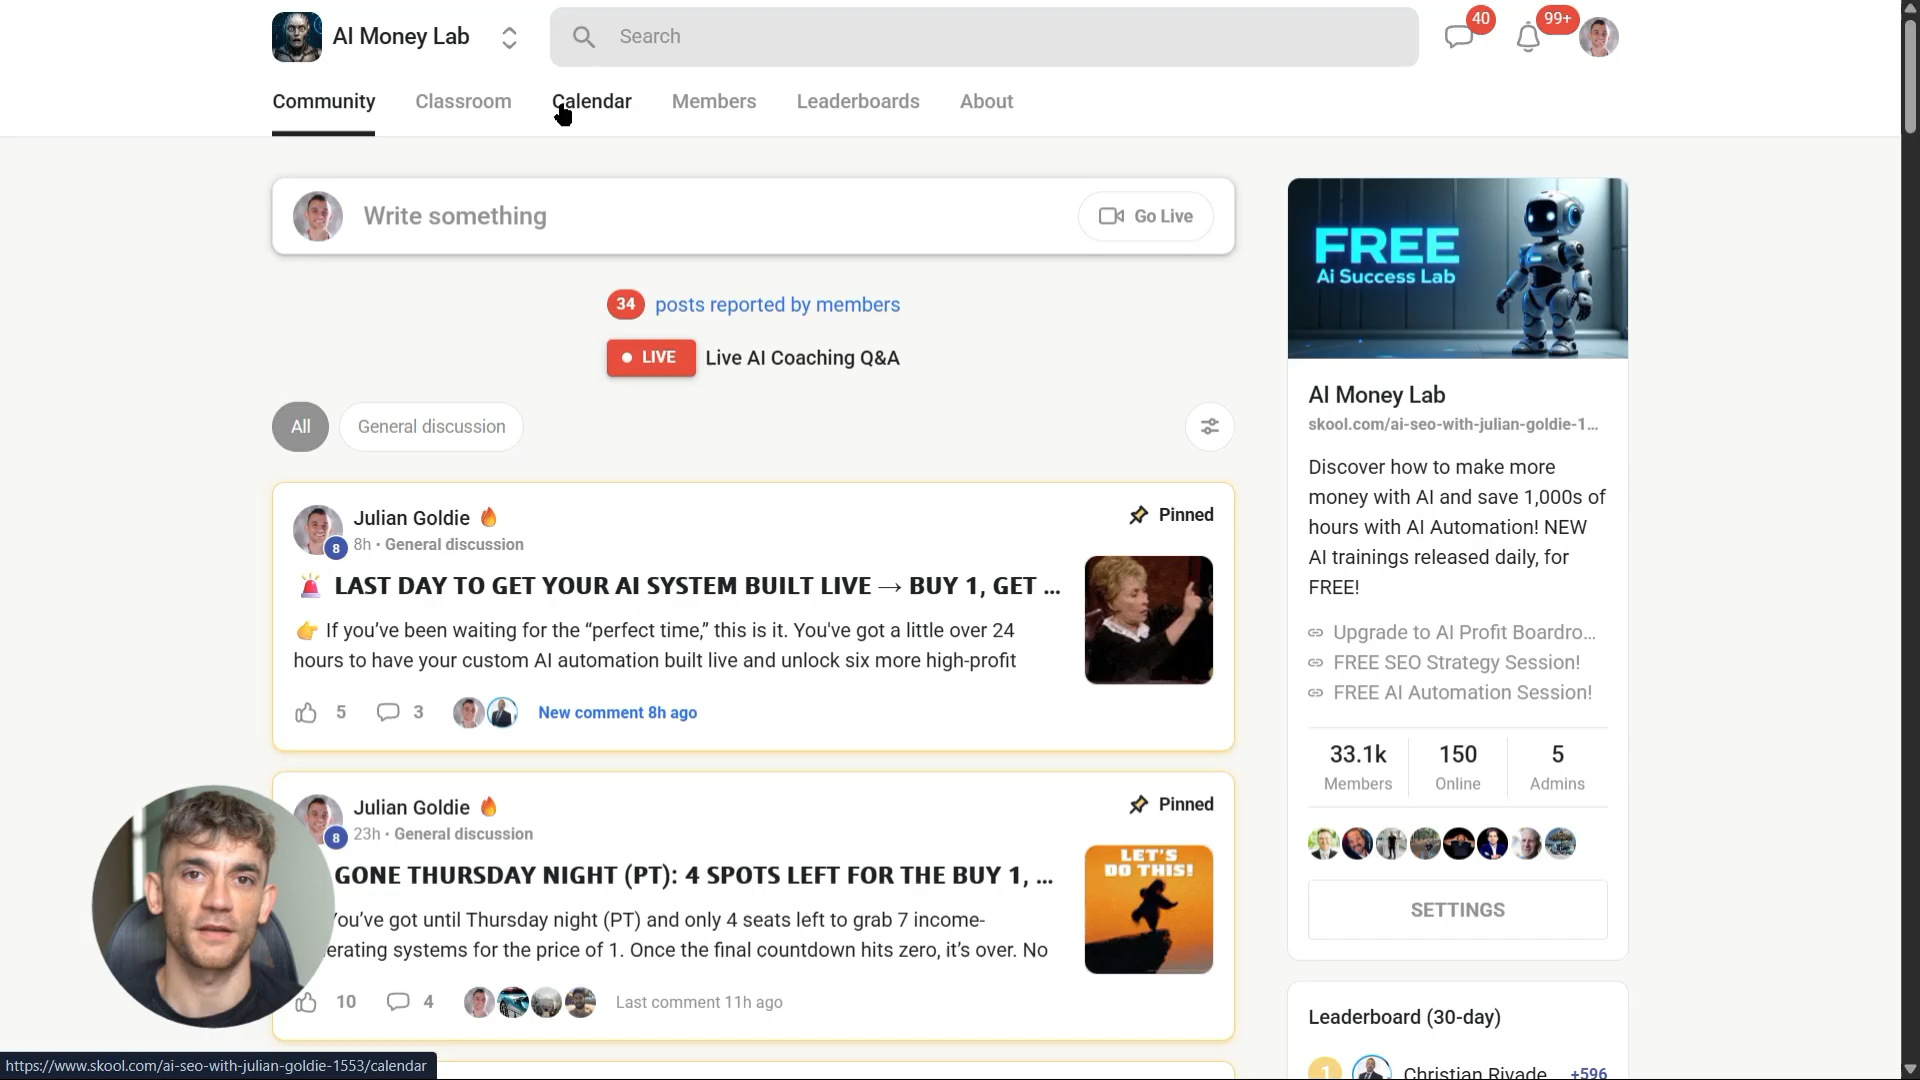 AI Money Lab
Search
40
99+
Community
Classroom
Calendar
Members
Leaderboards
About
Write something
Go Live
34 posts reported by members
LIVE Live AI Coaching Q&A
All
General discussion
Julian Goldie
Pinned
8
8h • General discussion
LAST DAY TO GET YOUR AI SYSTEM BUILT LIVE → BUY 1, GET ...
If you’ve been waiting for the “perfect time,” this is it. You've got a little over 24
hours to have your custom AI automation built live and unlock six more high-profit
5
3
New comment 8h ago
Julian Goldie
Pinned
8
23h • General discussion
GONE THURSDAY NIGHT (PT): 4 SPOTS LEFT FOR THE BUY 1, ...
You’ve got until Thursday night (PT) and only 4 seats left to grab 7 income-
erating systems for the price of 1. Once the final countdown hits zero, it’s over. No
LET'S
DO THIS!
10
4
Last comment 11h ago
FREE
Ai Success Lab
AI Money Lab
skool.com/ai-seo-with-julian-goldie-1...
Discover how to make more
money with AI and save 1,000s of
hours with AI Automation! NEW
AI trainings released daily, for
FREE!
Upgrade to AI Profit Boardro...
FREE SEO Strategy Session!
FREE AI Automation Session!
33.1k
Members
150
Online
5
Admins
SETTINGS
Leaderboard (30-day)
1
Christian Rivade
+596
https://www.skool.com/ai-seo-with-julian-goldie-1553/calendar